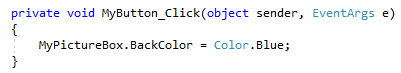 private void MyButton_Click(object sender, EventArgs e)
{
    MyPictureBox.BackColor = Color.Blue;
}